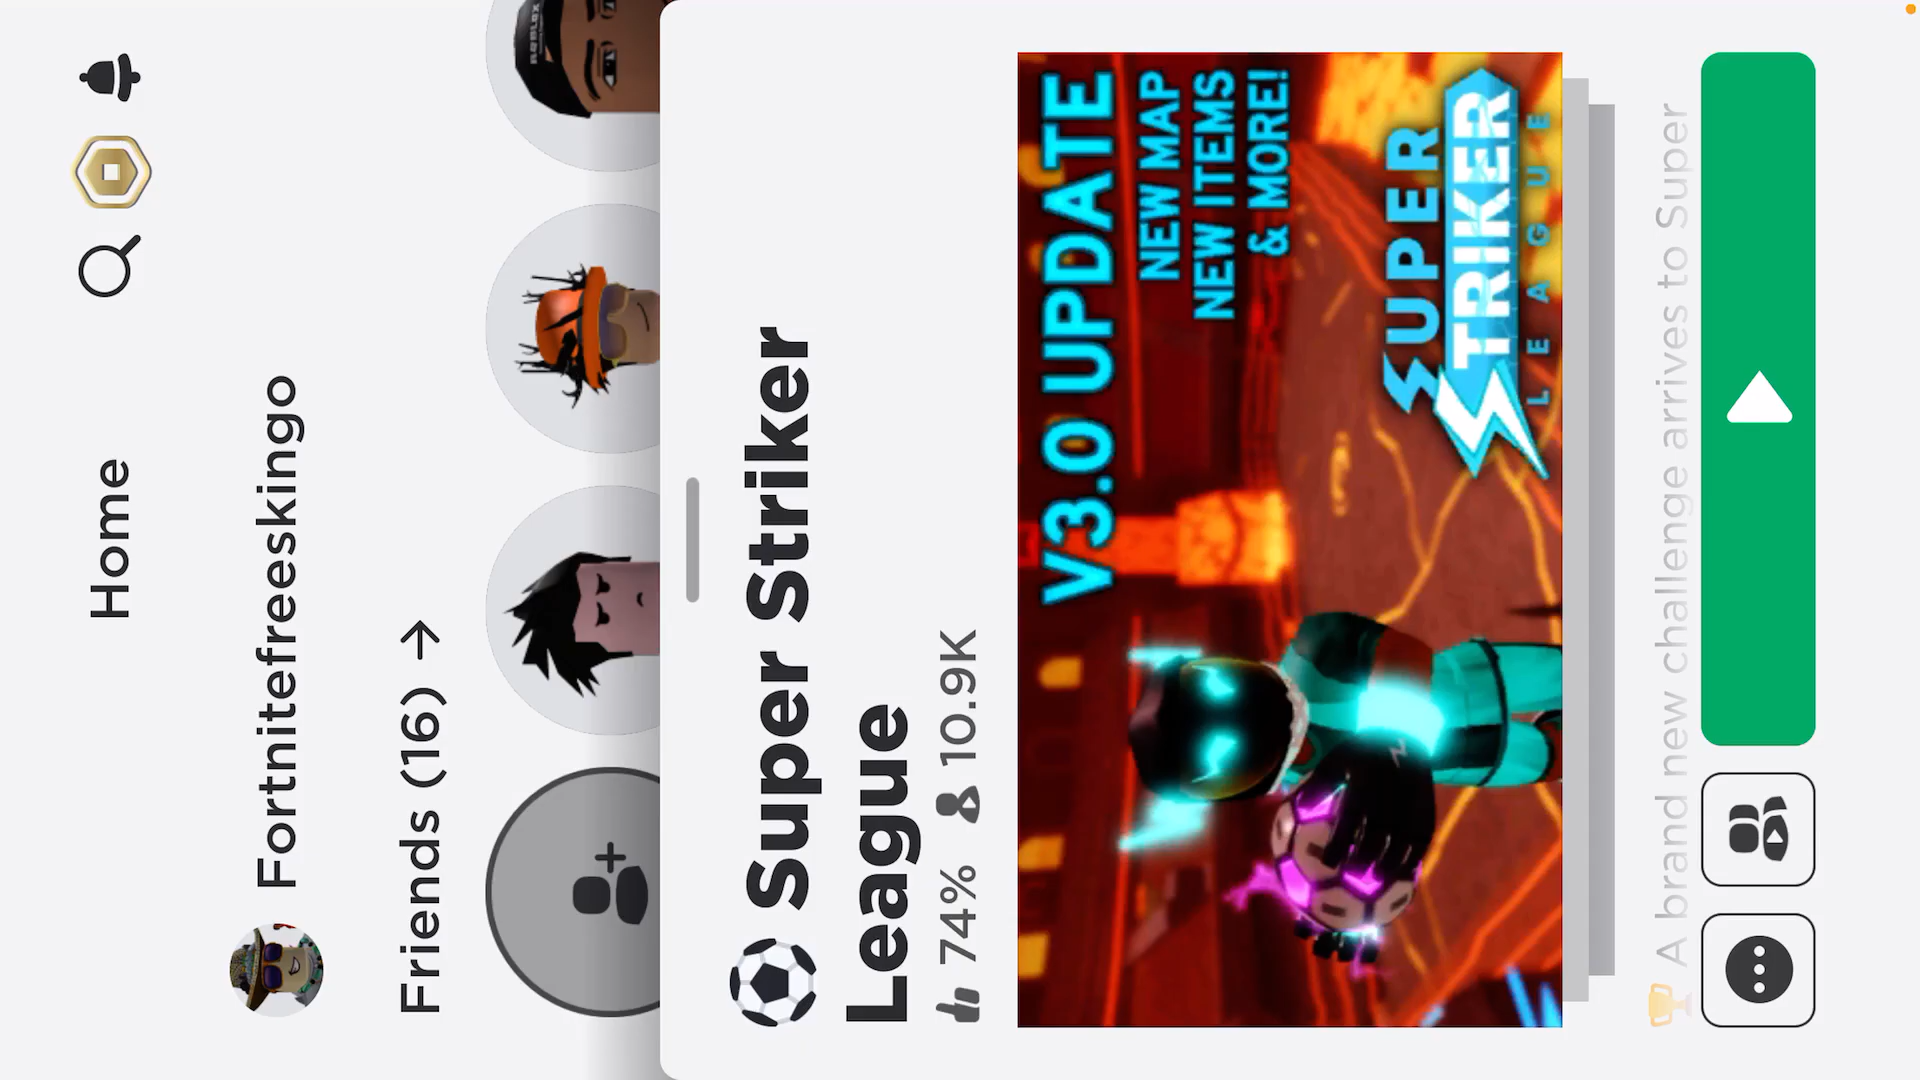 Home
Fortnitefreeskingo
Friends (16)
ROBLOX
⚽ Super Striker
League
74% 10.9K
V3.0 UPDATE
NEW MAP
NEW ITEMS
& MORE!
SUPER
STRIKER
LEAGUE
🏆 A brand new challenge arrives to Super